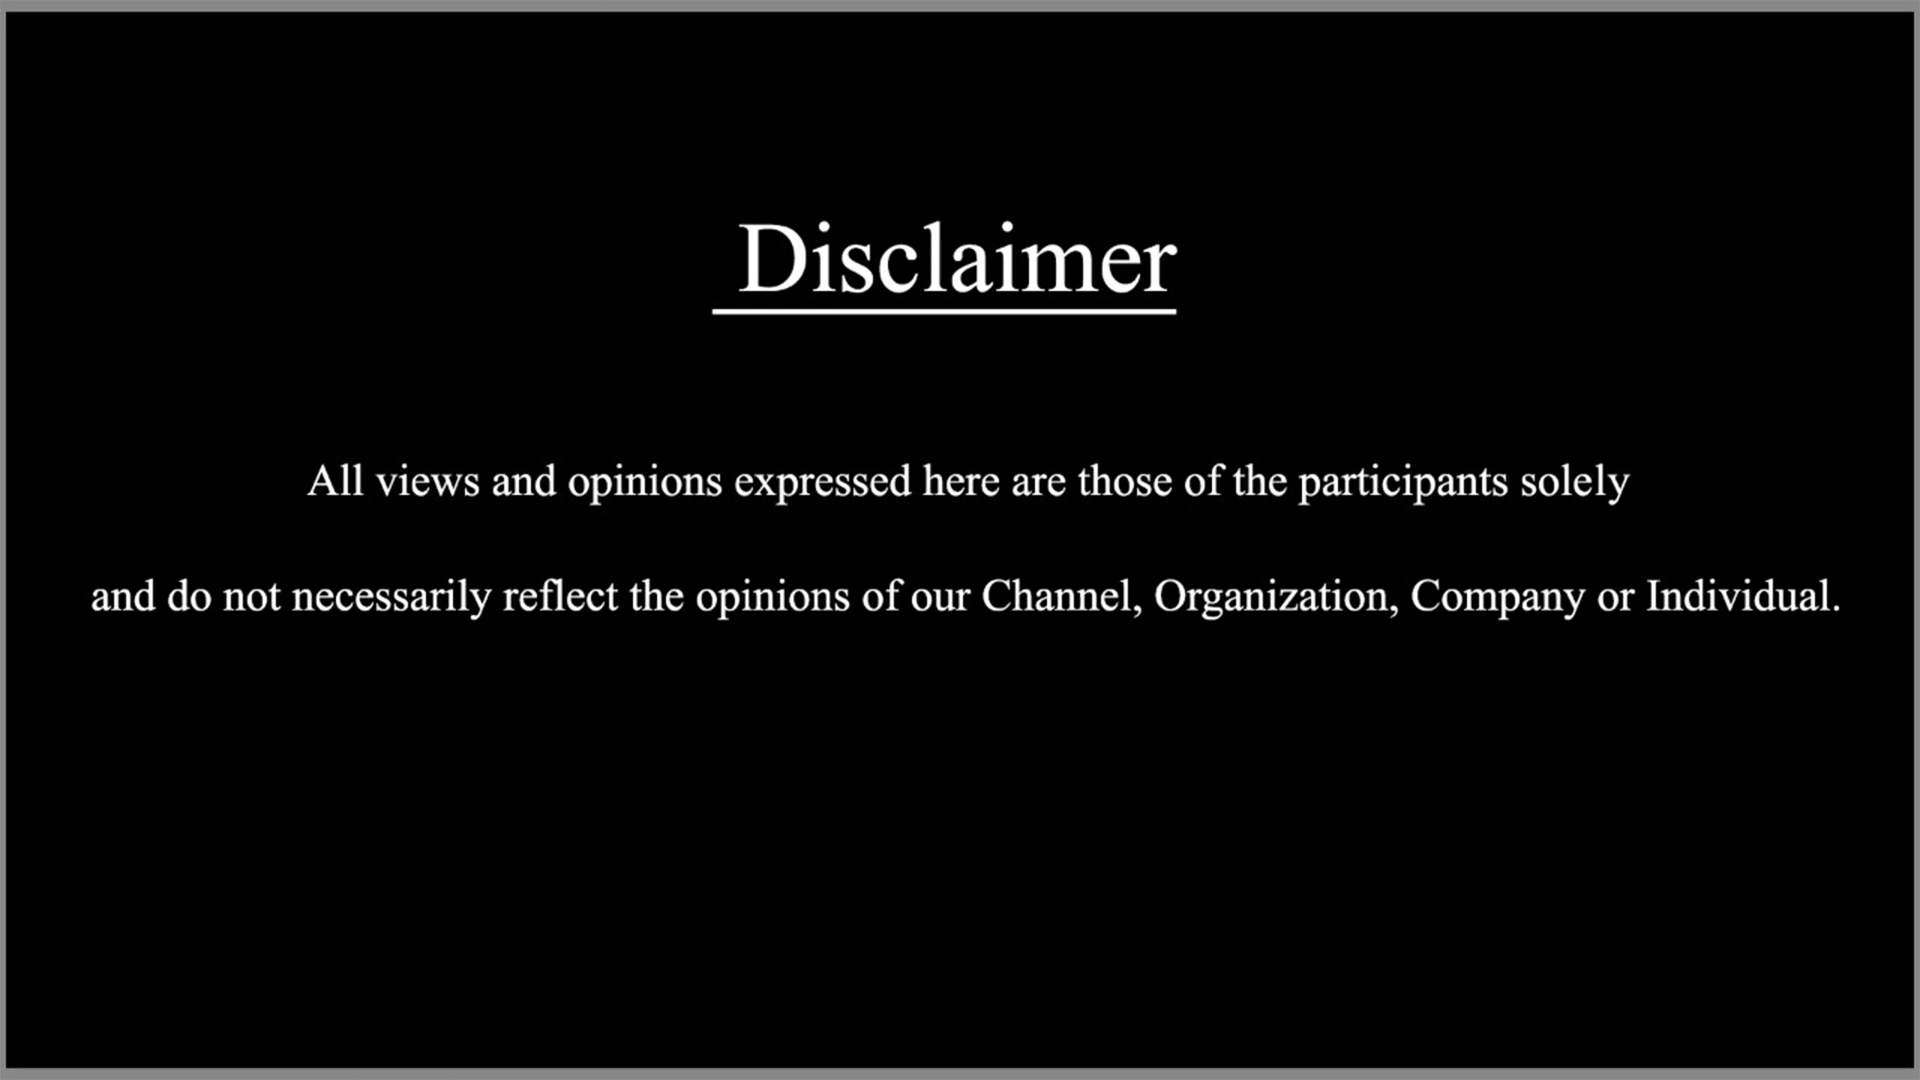 Disclaimer
All views and opinions expressed here are those of the participants solely
and do not necessarily reflect the opinions of our Channel, Organization, Company or Individual.